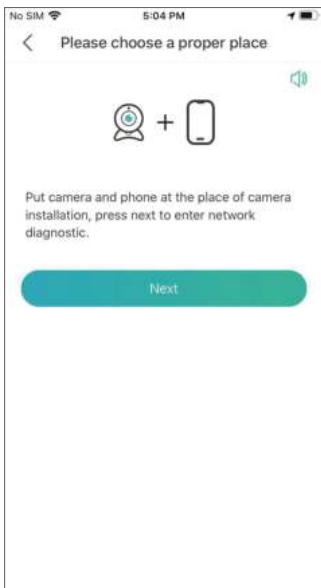 No SIM 5:04 PM
Please choose a proper place
+
Put camera and phone at the place of camera
installation, press next to enter network
diagnostic.
Next